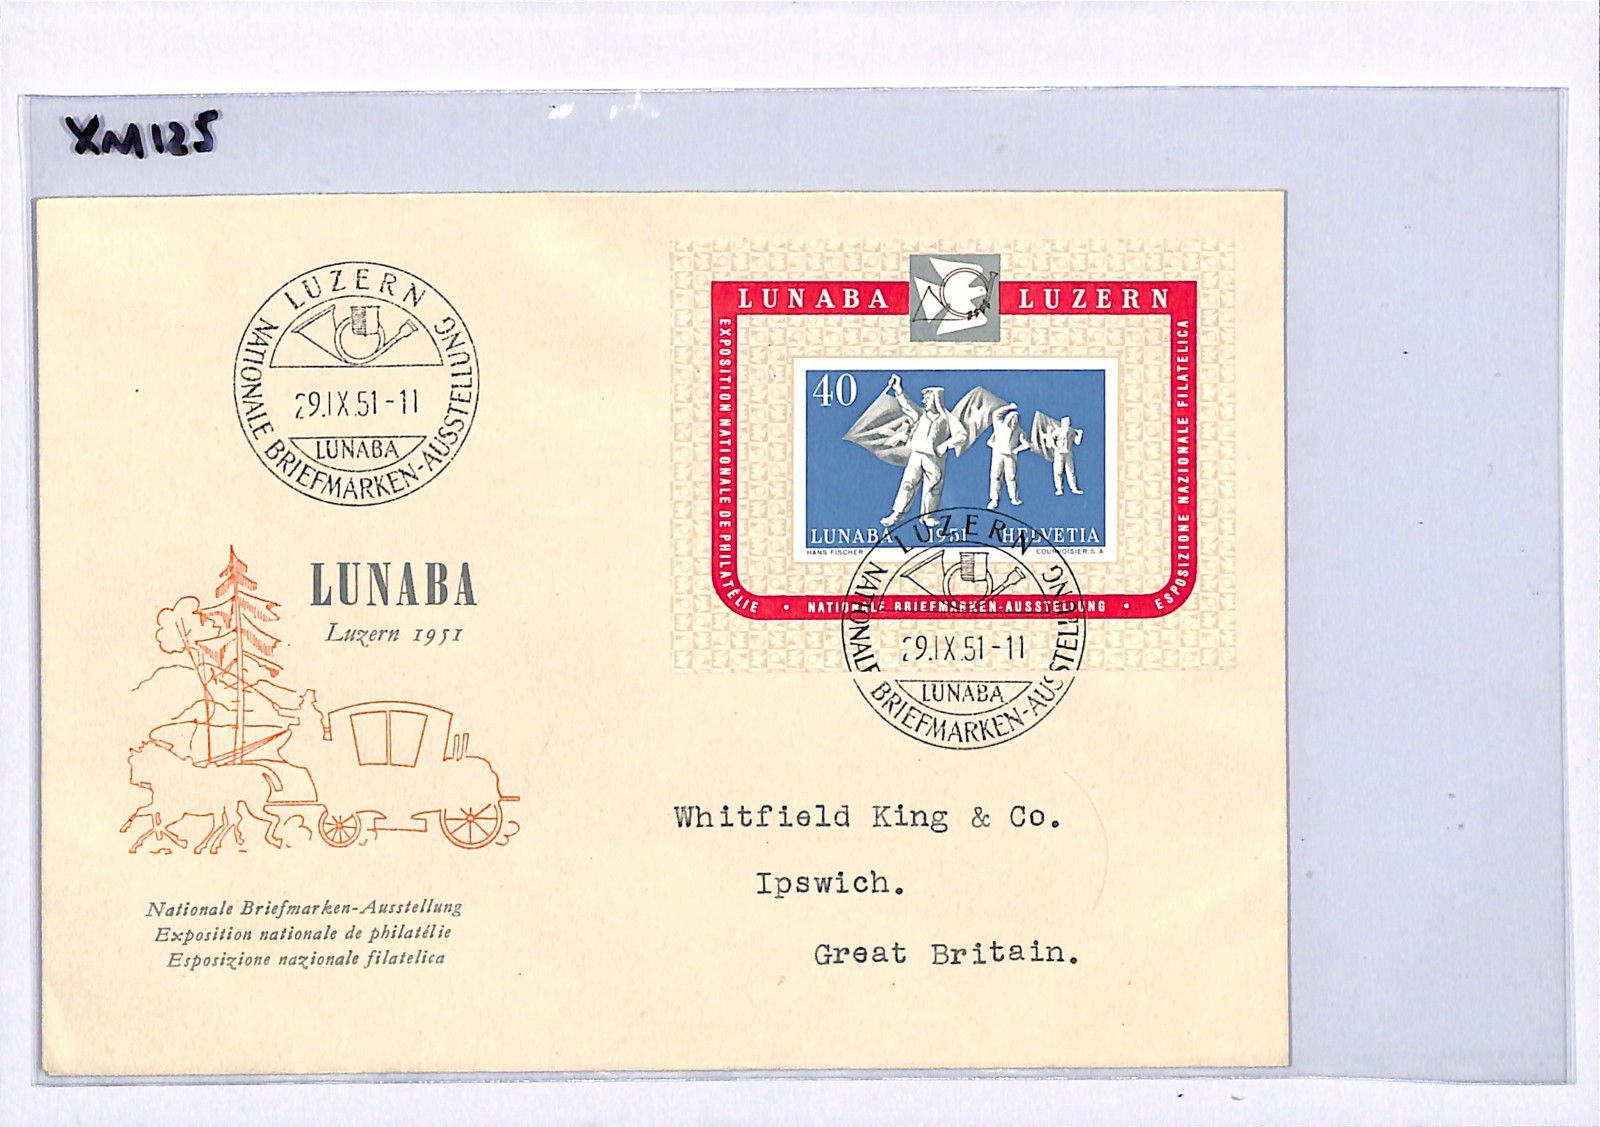 XM125
LUZERN
NATIONALE BRIEFMARKEN-AUSSTELLUNG
29.IX.51-11
LUNABA
LUNABA
Luzern 1951
Nationale Briefmarken-Ausstellung
Exposition nationale de philatélie
Esposizione nazionale filatelica
LUNABA LUZERN
EXPOSITION NATIONALE DE PHILATÉLIE
NATIONALE BRIEFMARKEN-AUSSTELLUNG
ESPOSIZIONE NAZIONALE FILATELICA
40
LUNABA 1951 HELVETIA
HANS FISCHER COURVOISIER S.A
LUZERN
NATIONALE BRIEFMARKEN-AUSSTELLUNG
29.IX.51-11
LUNABA
Whitfield King & Co.
Ipswich.
Great Britain.